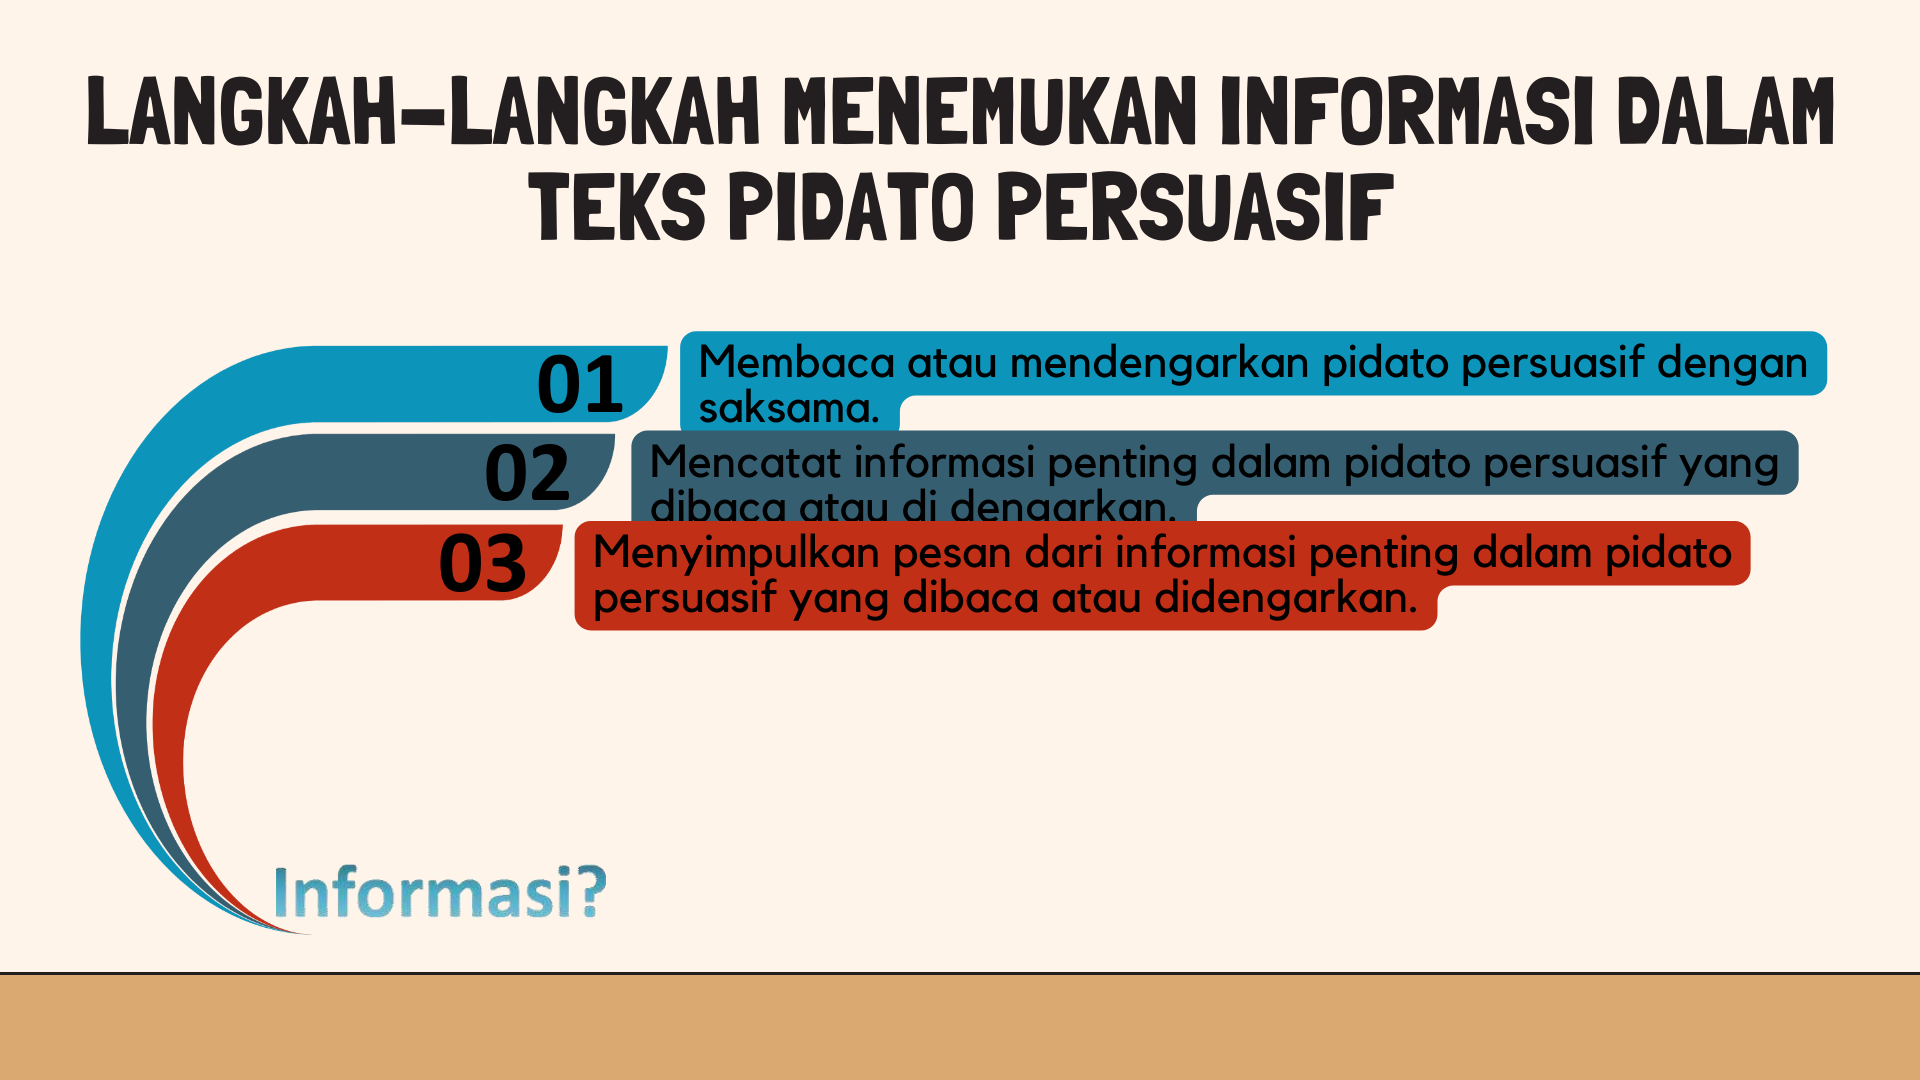 LANGKAH-LANGKAH MENEMUKAN INFORMASI DALAM
TEKS PIDATO PERSUASIF
01
Membaca atau mendengarkan pidato persuasif dengan
saksama.
02
Mencatat informasi penting dalam pidato persuasif yang
dibaca atau di dengarkan.
03
Menyimpulkan pesan dari informasi penting dalam pidato
persuasif yang dibaca atau didengarkan.
Informasi?